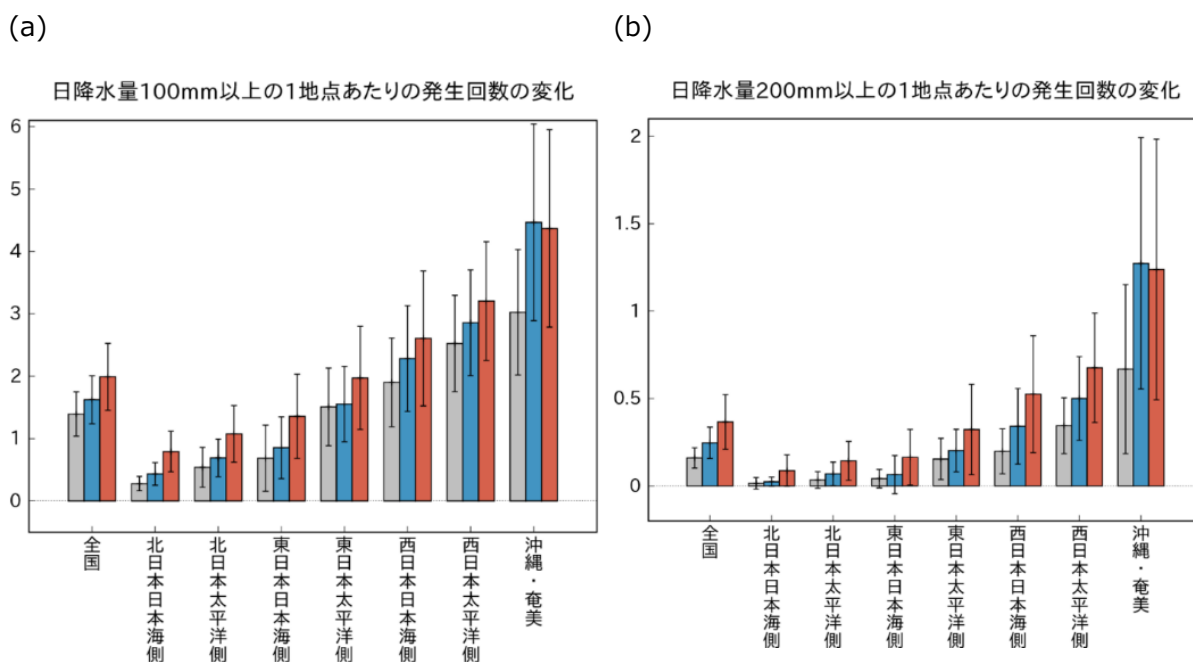 (a)
日降水量100mm以上の1地点あたりの発生回数の変化
6
5
4
3
2
1
0
全国
北日本日本海側
北日本太平洋側
東日本日本海側
東日本太平洋側
西日本日本海側
西日本太平洋側
沖縄・奄美
(b)
日降水量200mm以上の1地点あたりの発生回数の変化
2
1.5
1
0.5
0
全国
北日本日本海側
北日本太平洋側
東日本日本海側
東日本太平洋側
西日本日本海側
西日本太平洋側
沖縄・奄美